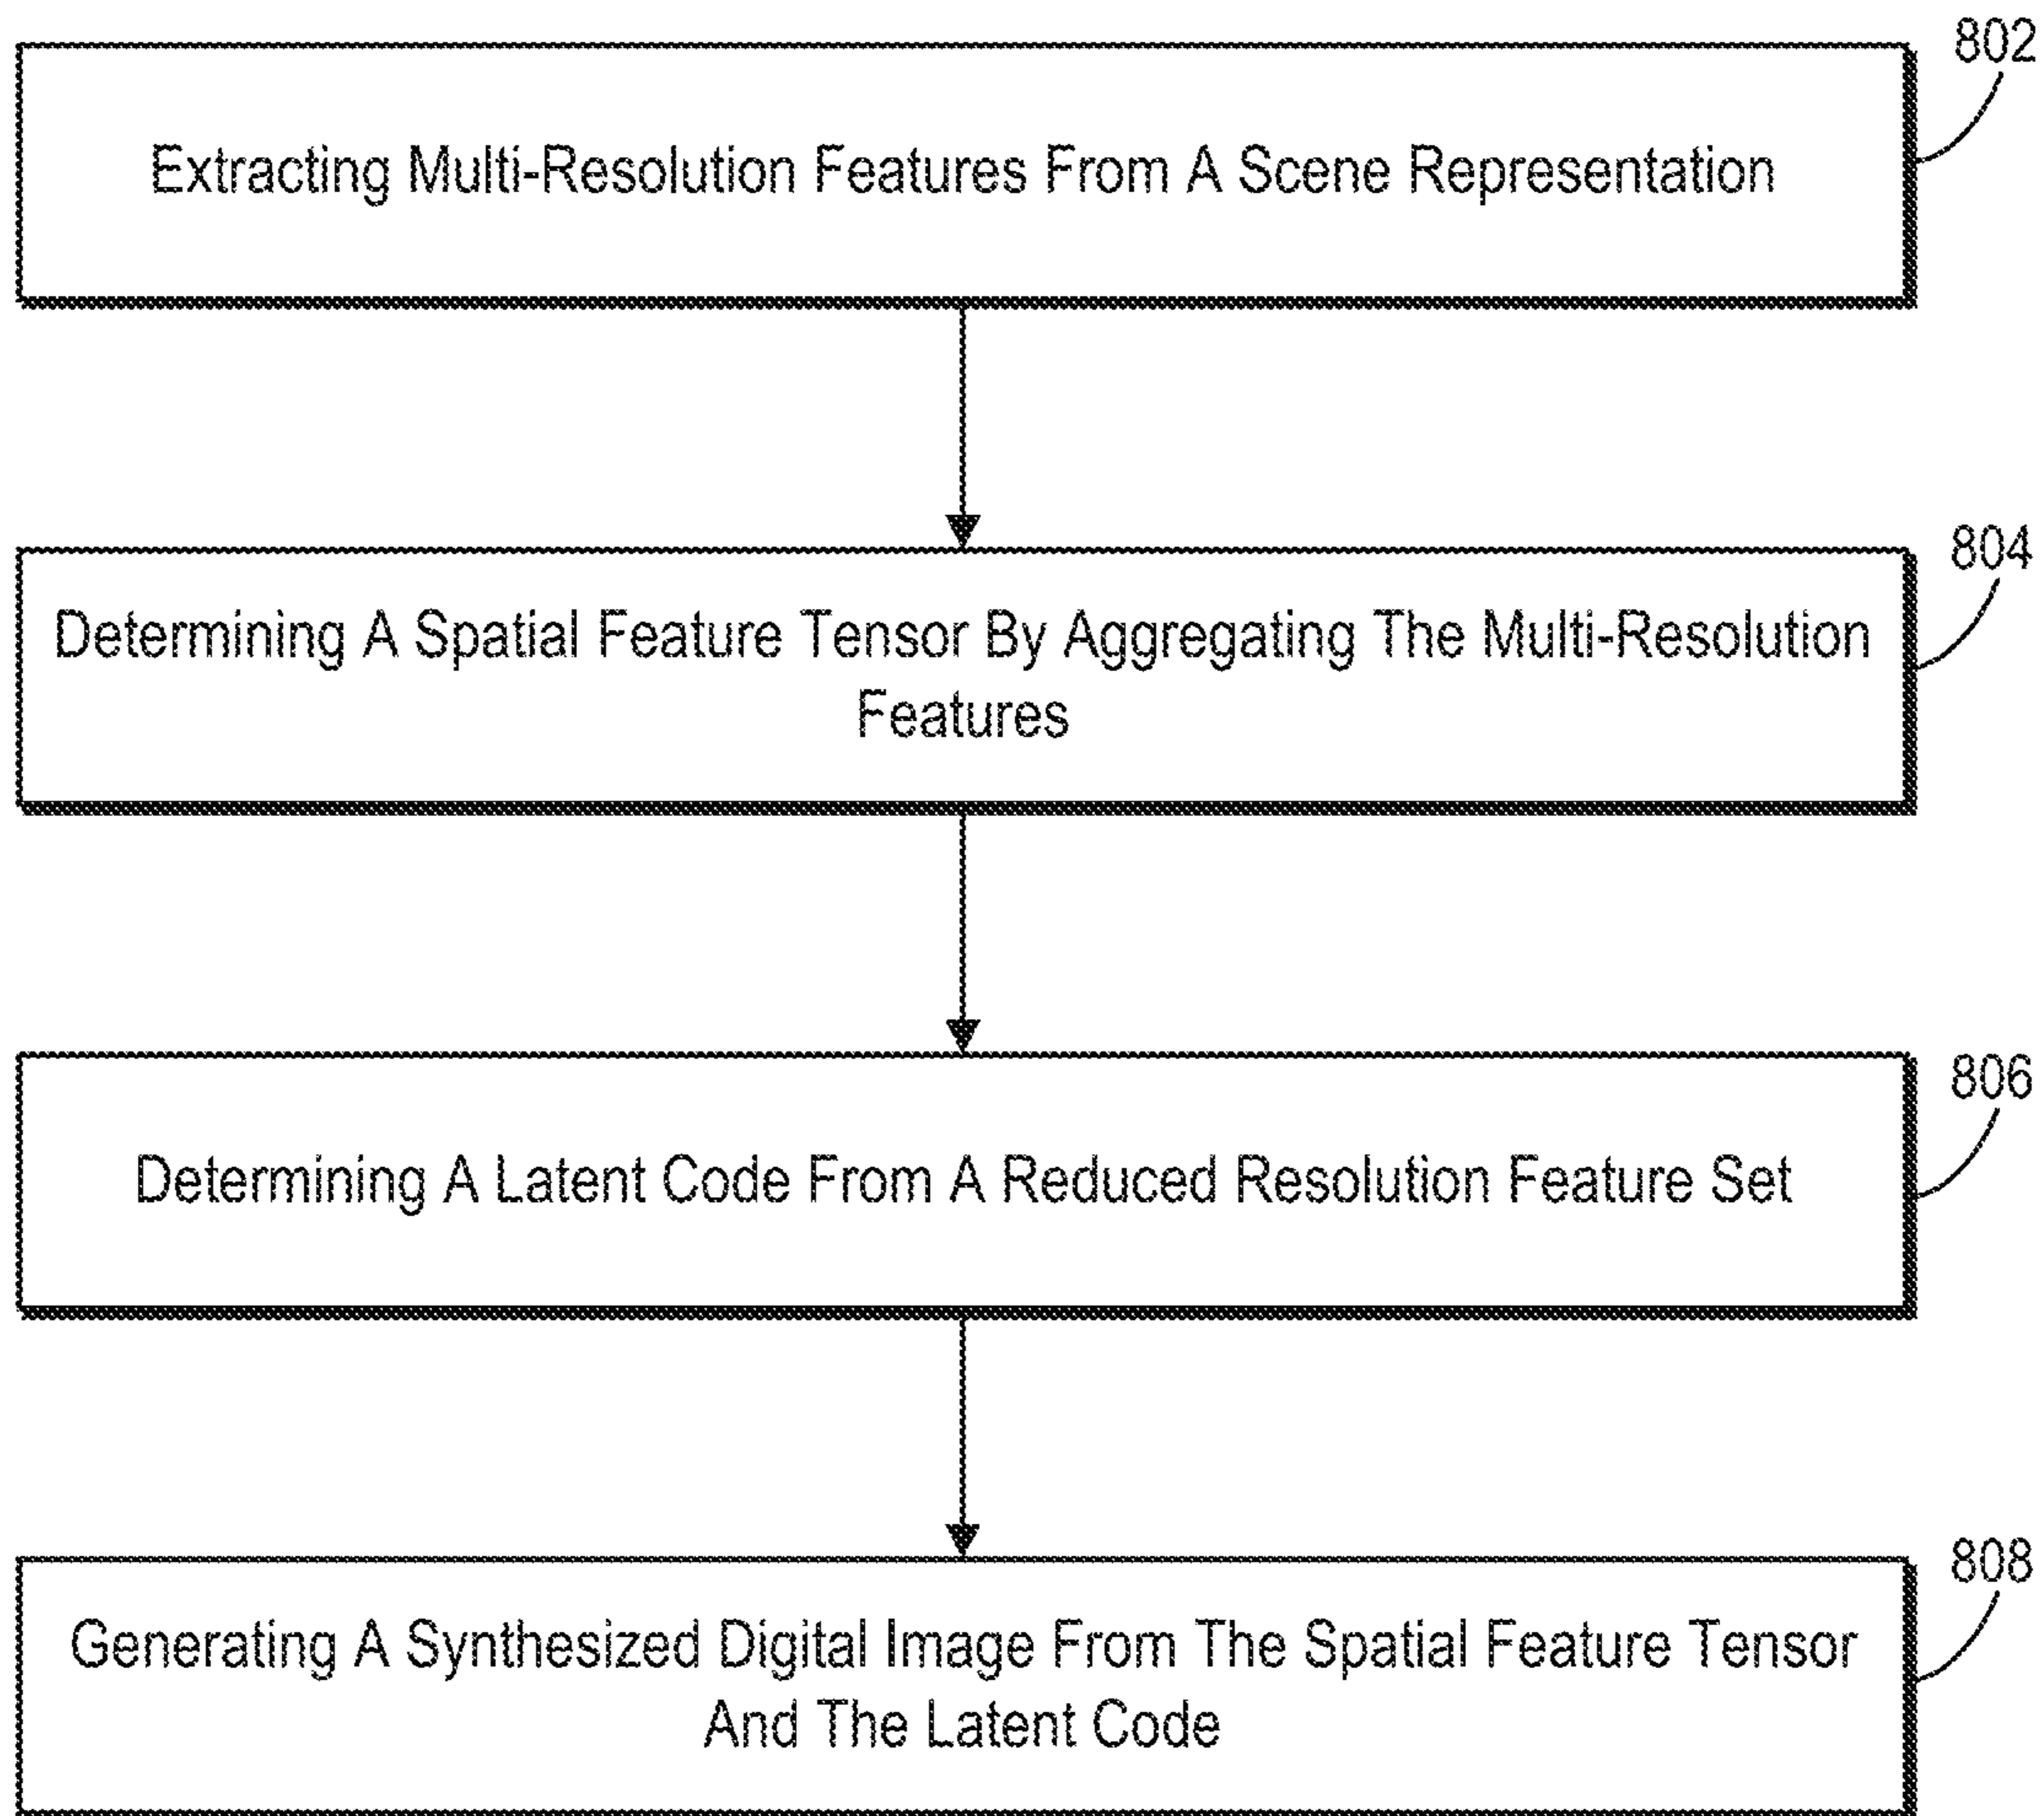 802
Extracting Multi-Resolution Features From A Scene Representation
804
Determining A Spatial Feature Tensor By Aggregating The Multi-Resolution
Features
806
Determining A Latent Code From A Reduced Resolution Feature Set
808
Generating A Synthesized Digital Image From The Spatial Feature Tensor
And The Latent Code